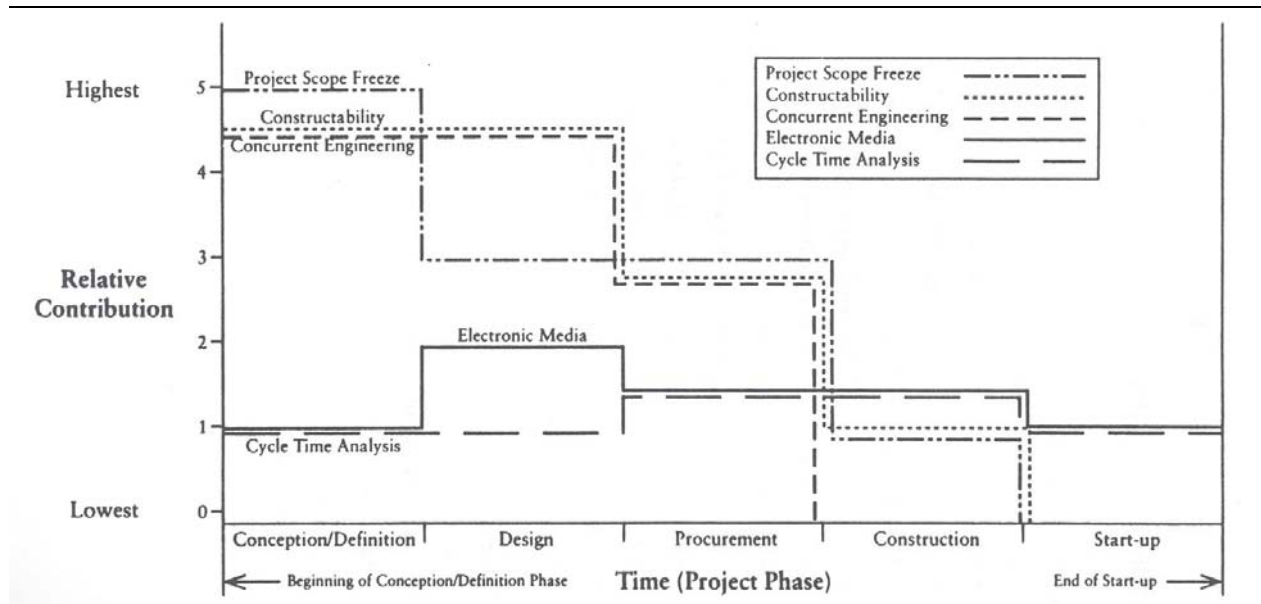 Highest
5
4
3
2
1
0
Lowest
Relative
Contribution
Project Scope Freeze
Constructability
Concurrent Engineering
Electronic Media
Cycle Time Analysis
Project Scope Freeze
Constructability
Concurrent Engineering
Electronic Media
Cycle Time Analysis
Conception/Definition
Design
Procurement
Construction
Start-up
Beginning of Conception/Definition Phase
Time (Project Phase)
End of Start-up